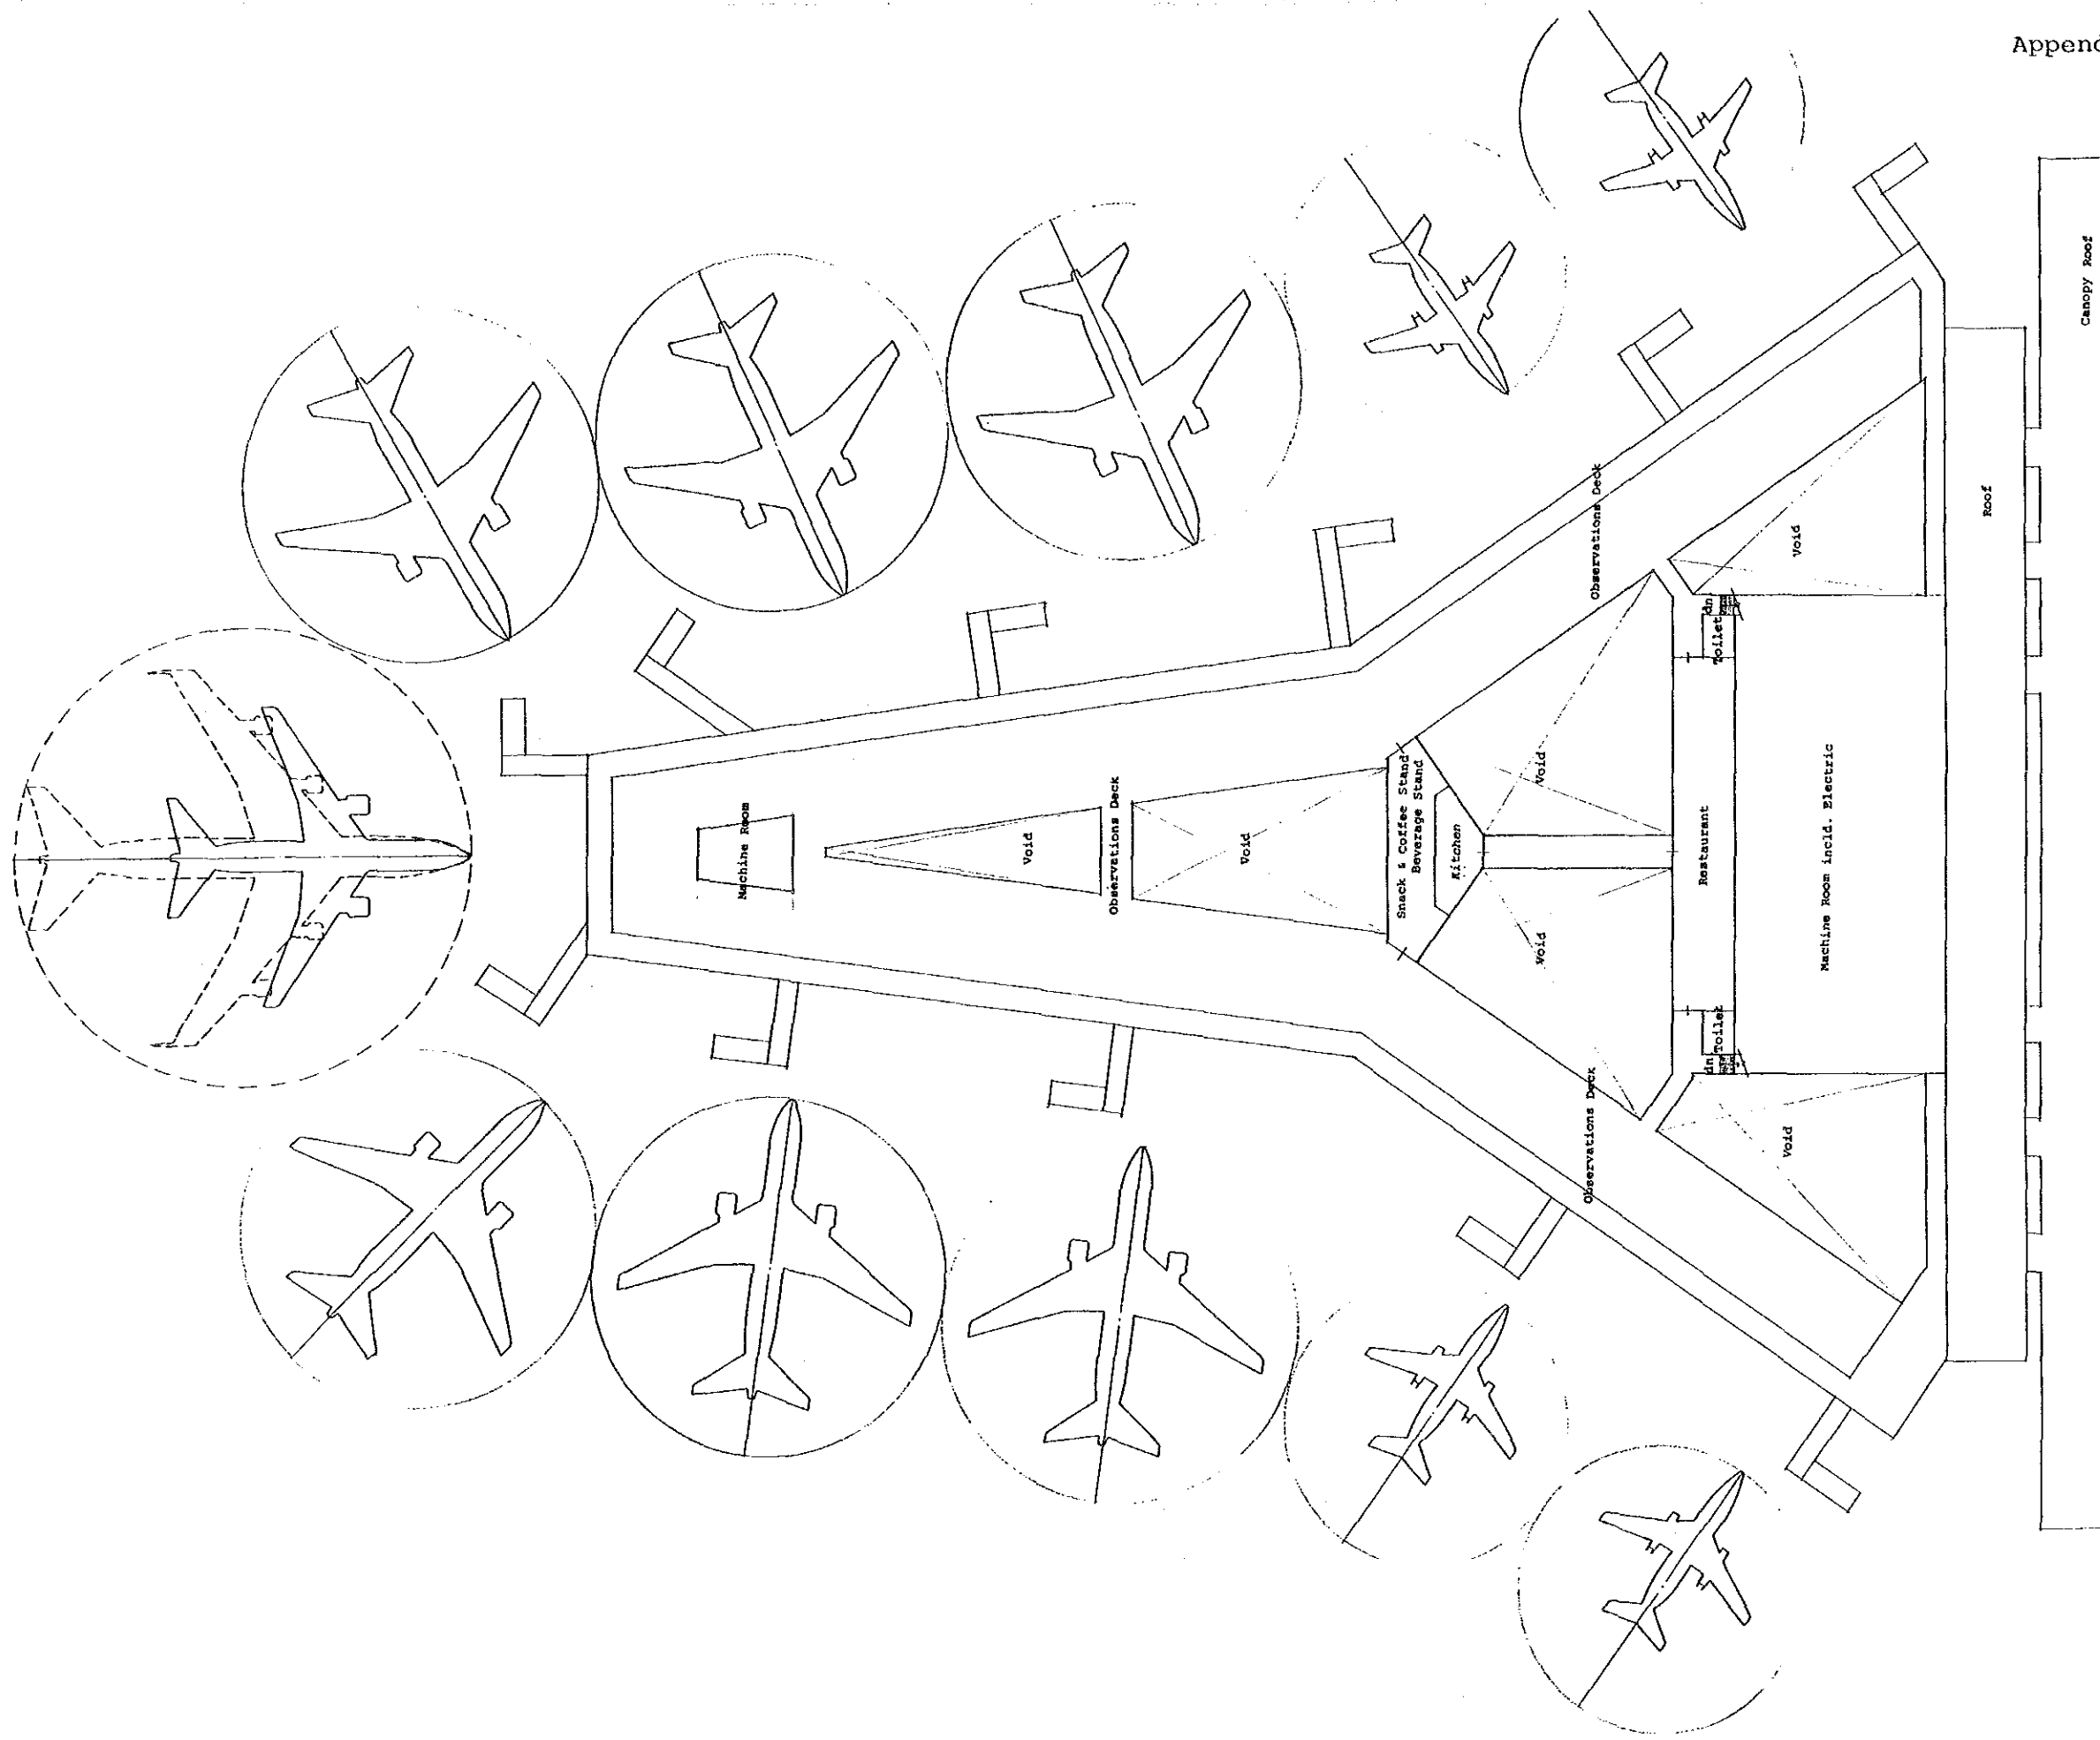 Append
Canopy Roof
Roof
Observations Deck
Void
dn
Toilet
Void
Machine Room incld. Electric
Restaurant
Snack & Coffee Stand
Beverage Stand
Kitchen
Void
Observations Deck
Void
Machine Room
Void
Toilet
dn
Observations Deck
Void